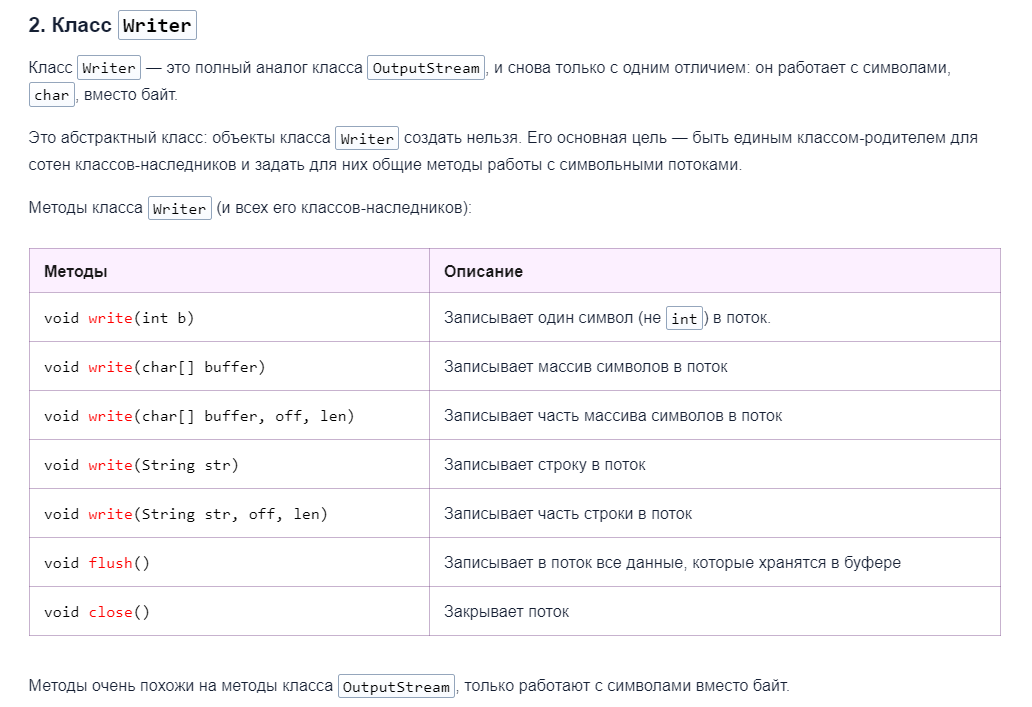 2. Класс Writer
Класс Writer — это полный аналог класса OutputStream, и снова только с одним отличием: он работает с символами,
char, вместо байт.
Это абстрактный класс: объекты класса Writer создать нельзя. Его основная цель — быть единым классом-родителем для
сотен классов-наследников и задать для них общие методы работы с символьными потоками.
Методы класса Writer (и всех его классов-наследников):
Методы Описание
void write(int b) Записывает один символ (не int) в поток.
void write(char[] buffer) Записывает массив символов в поток
void write(char[] buffer, off, len) Записывает часть массива символов в поток
void write(String str) Записывает строку в поток
void write(String str, off, len) Записывает часть строки в поток
void flush() Записывает в поток все данные, которые хранятся в буфере
void close() Закрывает поток
Методы очень похожи на методы класса OutputStream, только работают с символами вместо байт.